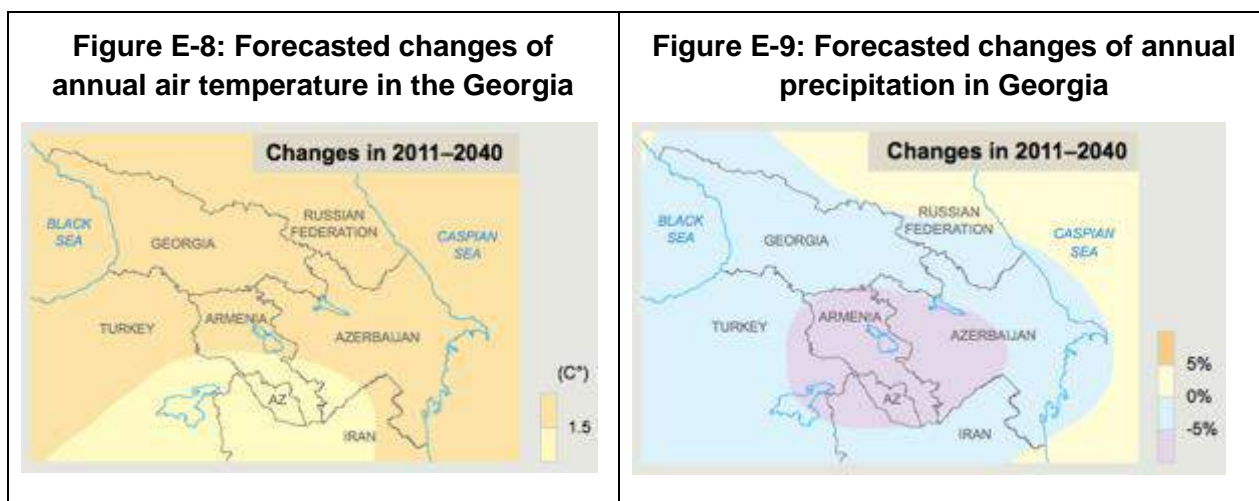 Figure E-8: Forecasted changes of
annual air temperature in the Georgia
Changes in 2011–2040
BLACK
SEA
GEORGIA
RUSSIAN
FEDERATION
CASPIAN
SEA
TURKEY
ARMENIA
AZERBAIJAN
AZ
IRAN
(C°)
1.5
Figure E-9: Forecasted changes of annual
precipitation in Georgia
Changes in 2011–2040
BLACK
SEA
GEORGIA
RUSSIAN
FEDERATION
CASPIAN
SEA
TURKEY
ARMENIA
AZERBAIJAN
AZ
IRAN
5%
0%
-5%